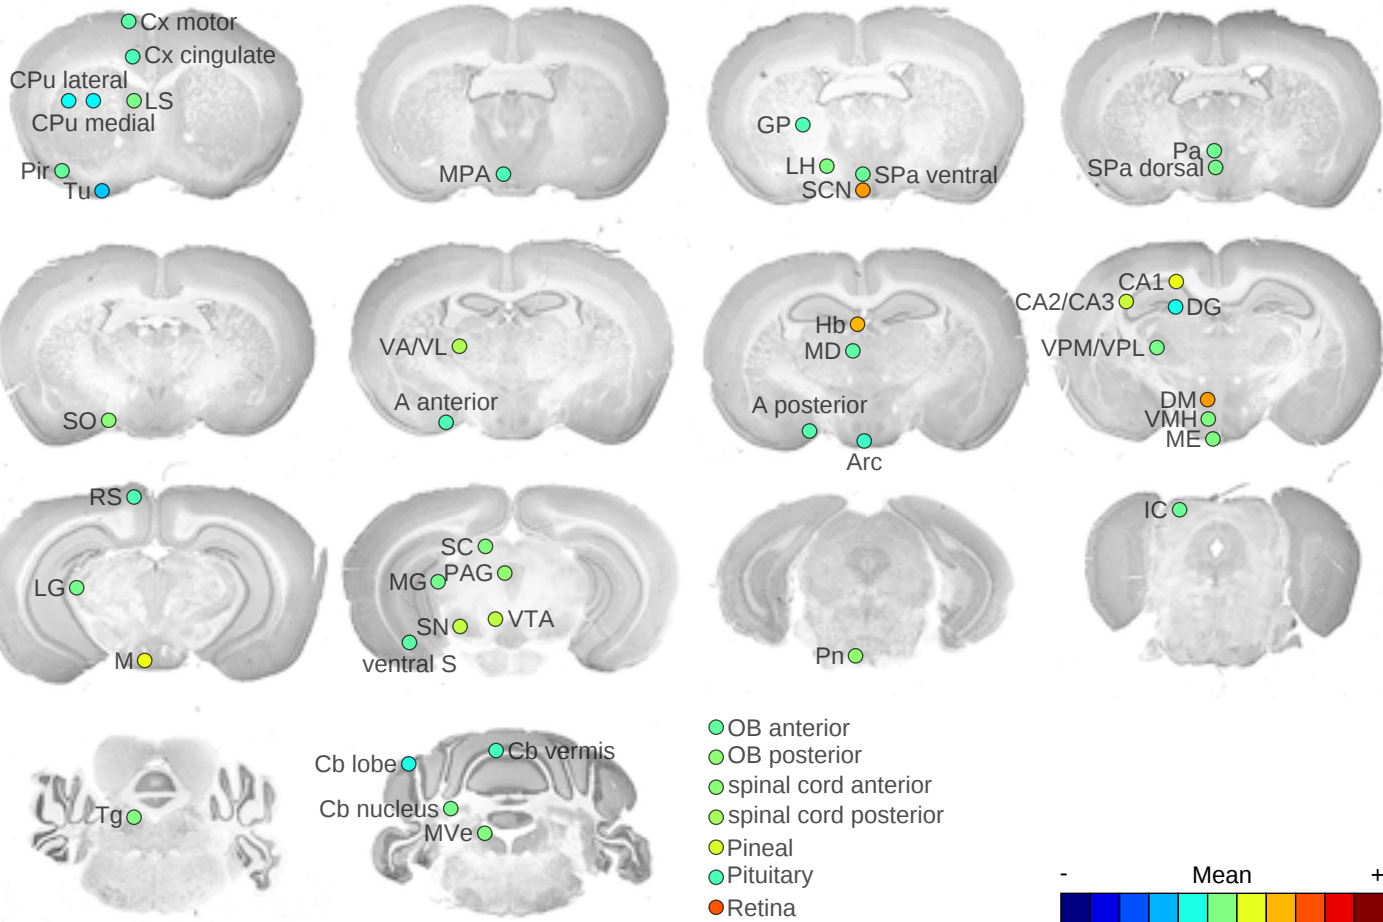 Cx motor
Cx cingulate
CPu lateral
LS
CPu medial
Pir
Tu
MPA
GP
LH
SPa ventral
SCN
Pa
SPa dorsal
SO
VA/VL
A anterior
Hb
MD
A posterior
Arc
CA1
CA2/CA3
DG
VPM/VPL
DM
VMH
ME
RS
LG
M
SC
PAG
MG
VTA
SN
ventral S
Pn
IC
Tg
Cb lobe
Cb vermis
Cb nucleus
MVe
OB anterior
OB posterior
spinal cord anterior
spinal cord posterior
Pineal
Pituitary
Retina
- Mean +